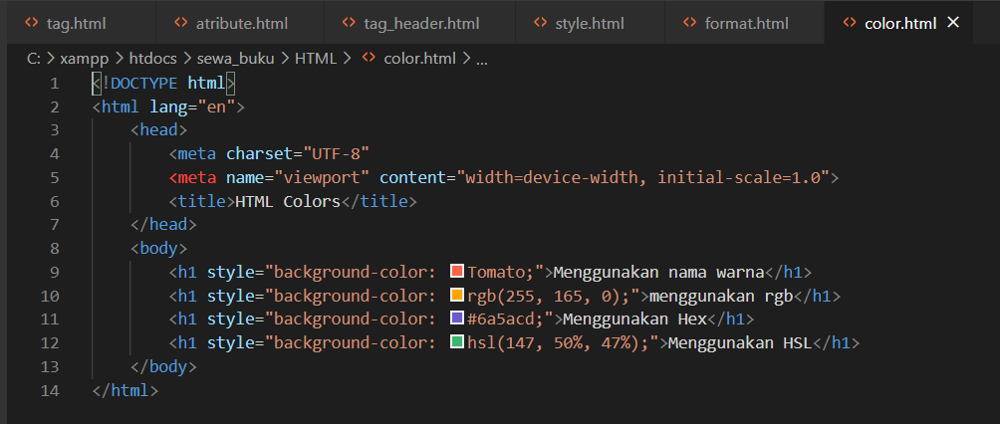 tag.html atribute.html tag_header.html style.html format.html color.html
C: > xampp > htdocs > sewa_buku > HTML > color.html > ...
1 <!DOCTYPE html>
2 <html lang="en">
3 <head>
4 <meta charset="UTF-8"
5 <meta name="viewport" content="width=device-width, initial-scale=1.0">
6 <title>HTML Colors</title>
7 </head>
8 <body>
9 <h1 style="background-color: Tomato;">Menggunakan nama warna</h1>
10 <h1 style="background-color: rgb(255, 165, 0);">menggunakan rgb</h1>
11 <h1 style="background-color: #6a5acd;">Menggunakan Hex</h1>
12 <h1 style="background-color: hsl(147, 50%, 47%);">Menggunakan HSL</h1>
13 </body>
14 </html>